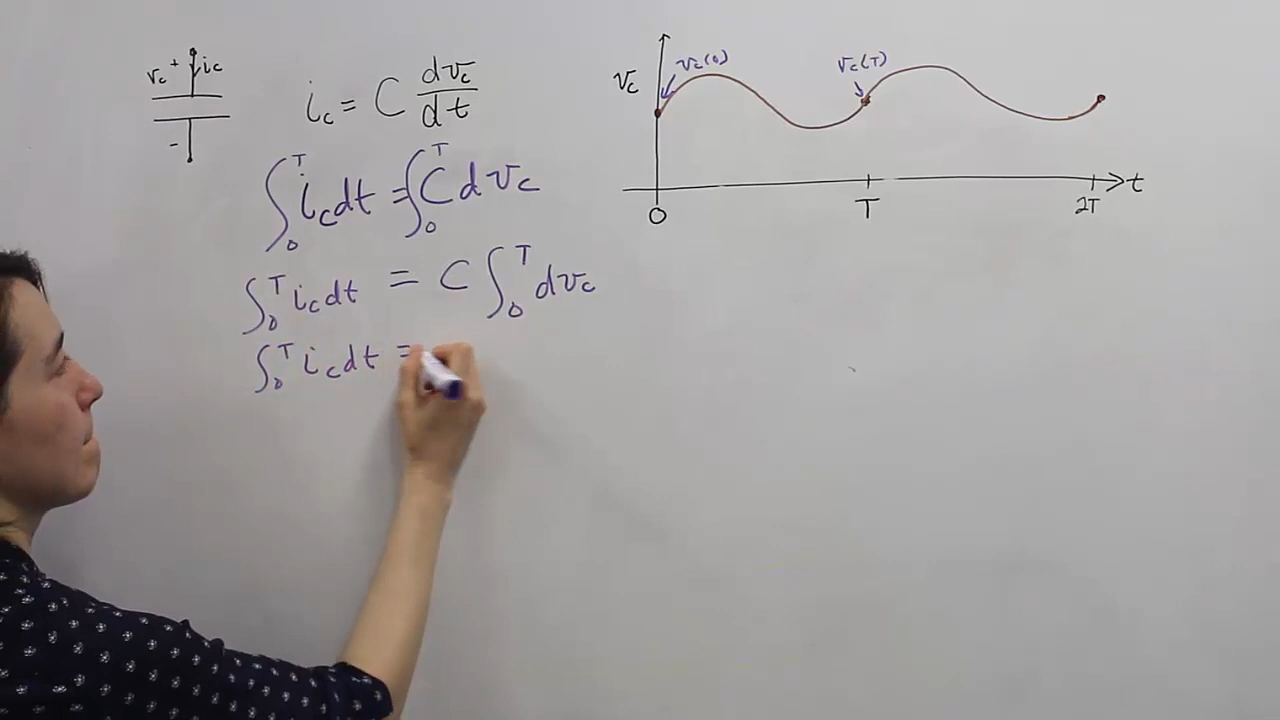 v_c + i_c
-
i_c = C dv_c/dt
∫_0^T i_c dt = ∫_0^T C dv_c
∫_0^T i_c dt = C ∫_0^T dv_c
∫_0^T i_c dt =
v_c
v_c(0)
v_c(T)
t
0
T
2T